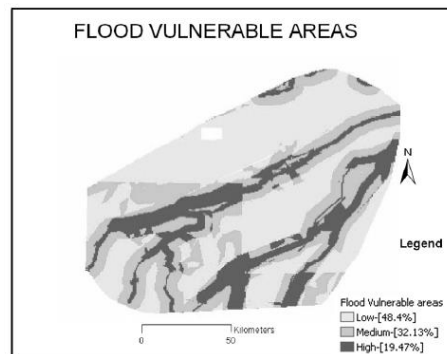 FLOOD VULNERABLE AREAS
N
Legend
Flood Vulnerable areas
Low-[48.4%]
Medium-[32.13%]
High-[19.47%]
Kilometers
0 50